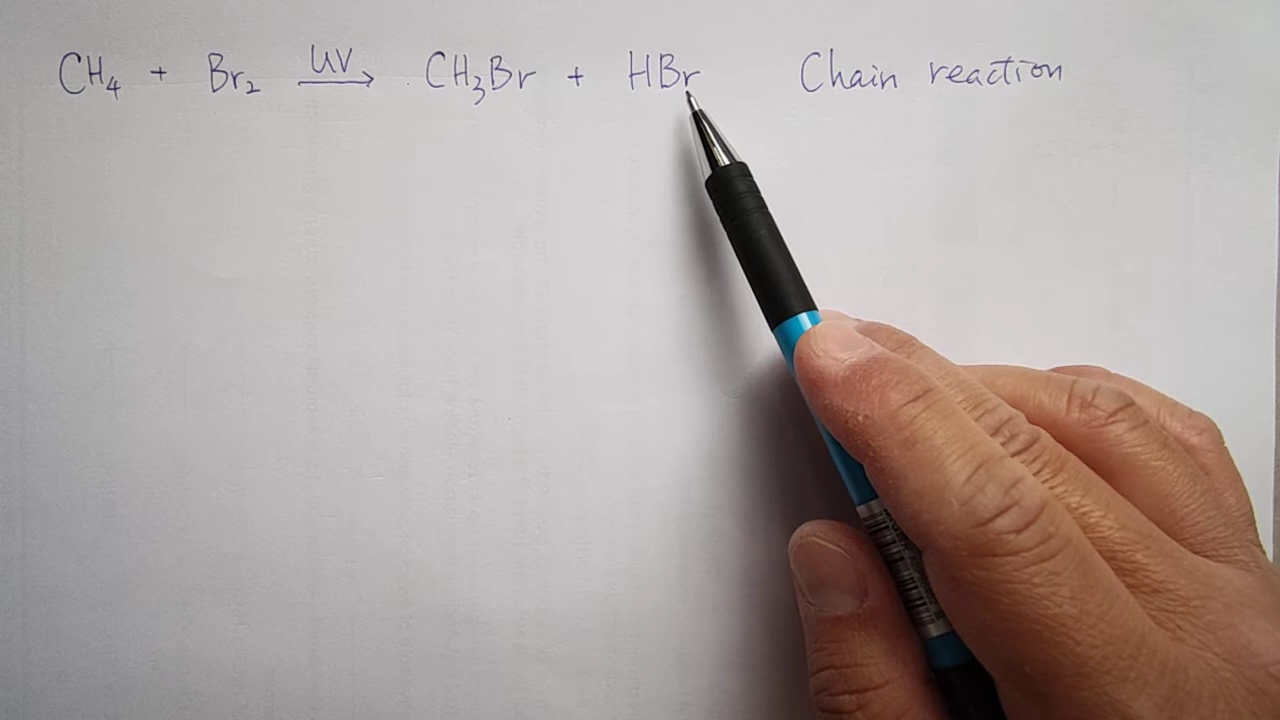 CH₄ + Br₂ UV→ CH₃Br + HBr Chain reaction